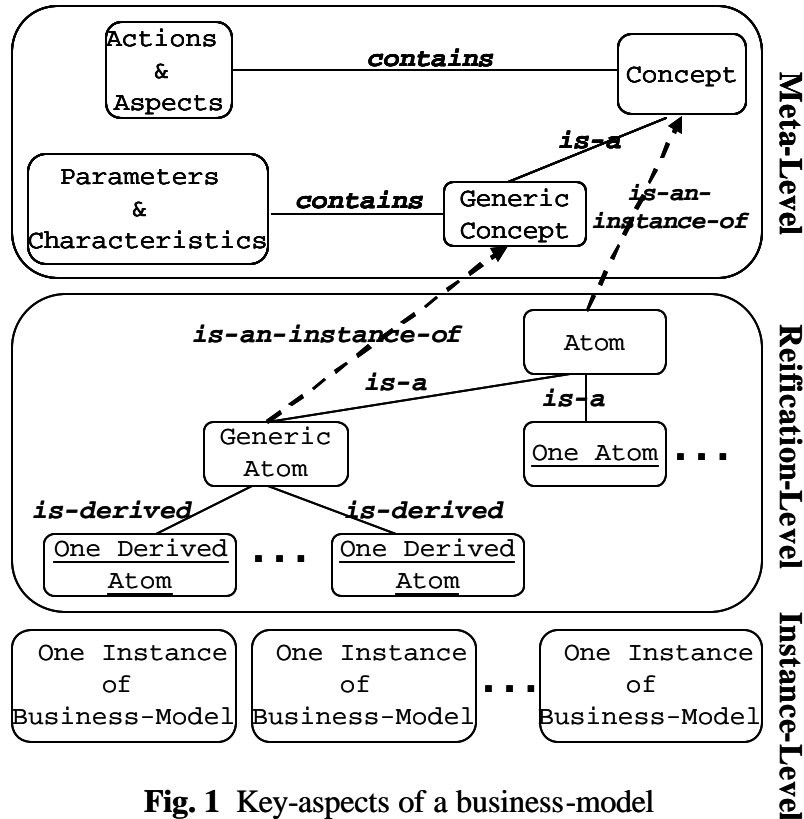 Actions
&
Aspects
contains
Concept
is-a
Parameters
&
Characteristics
contains
Generic
Concept
is-an-
instance-of
Meta-Level
is-an-instance-of
Atom
is-a
is-a
Generic
Atom
One Atom
...
is-derived
is-derived
One Derived
Atom
...
One Derived
Atom
Reification-Level
One Instance
of
Business-Model
One Instance
of
Business-Model
...
One Instance
of
Business-Model
Instance-Level
Fig. 1 Key-aspects of a business-model